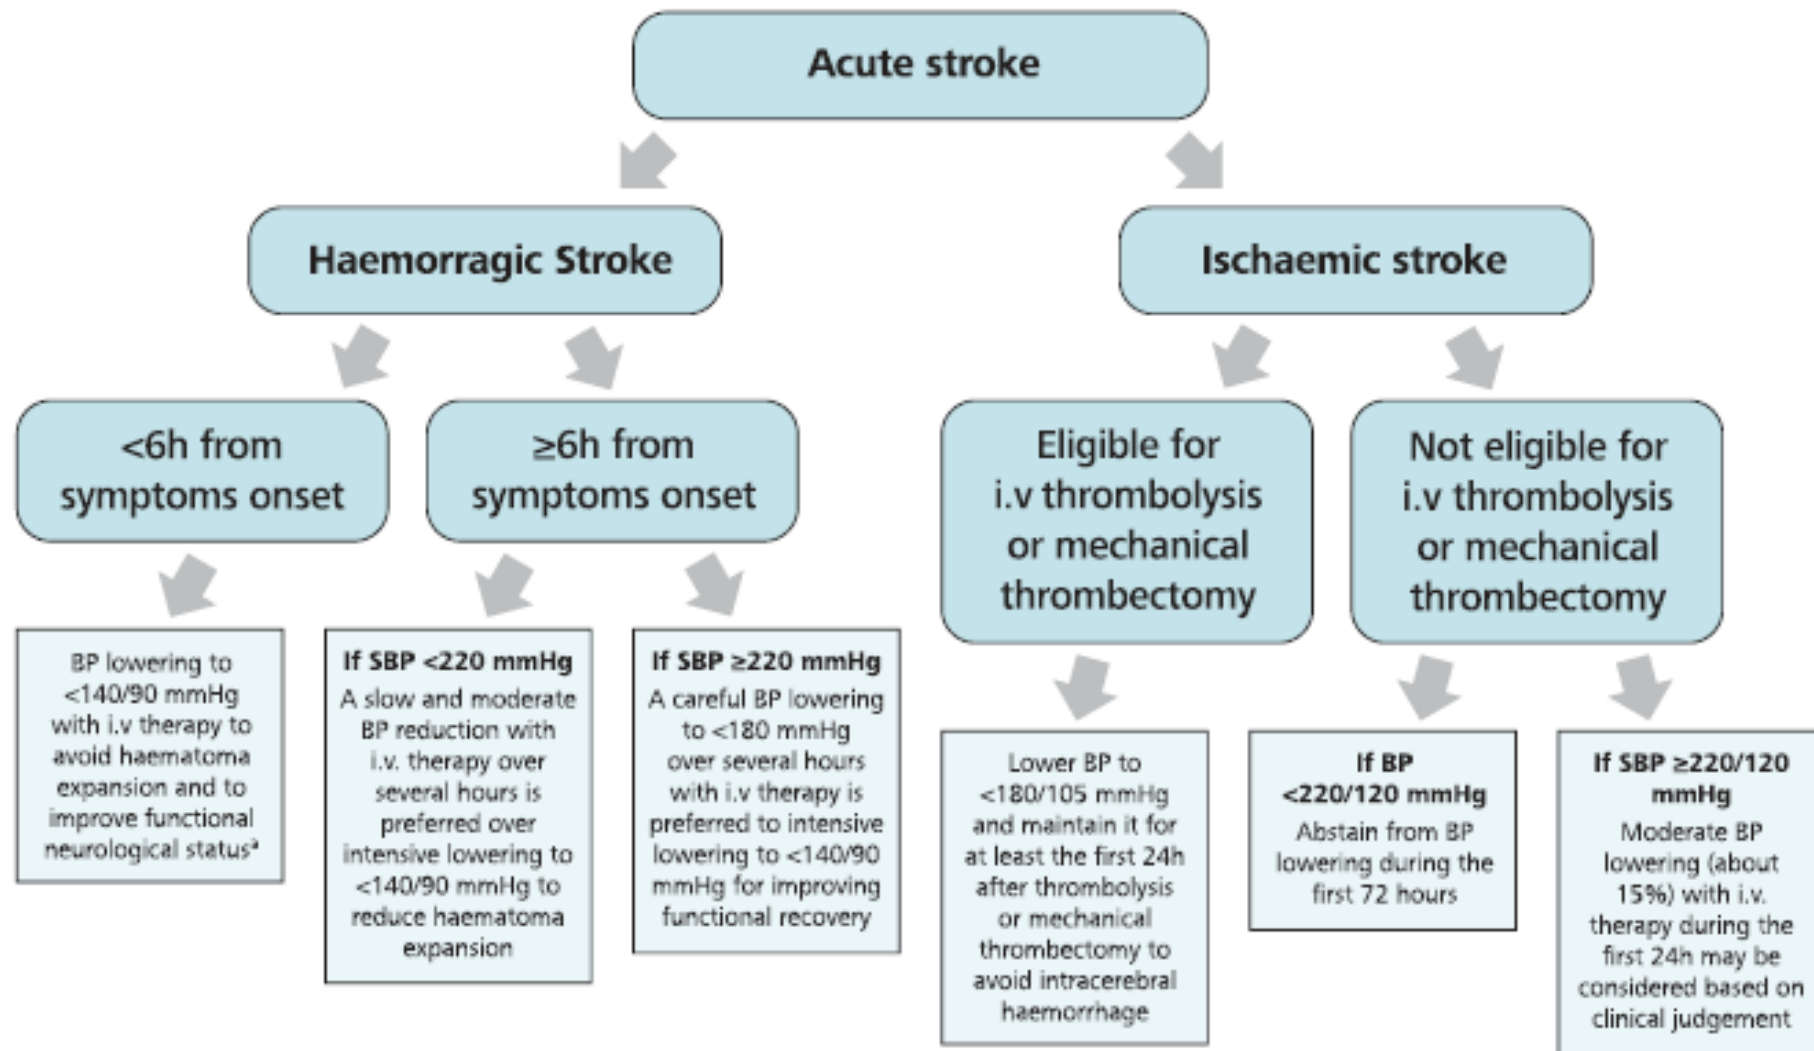 Acute stroke
Haemorragic Stroke
Ischaemic stroke
<6h from
symptoms onset
≥6h from
symptoms onset
Eligible for
i.v thrombolysis
or mechanical
thrombectomy
Not eligible for
i.v thrombolysis
or mechanical
thrombectomy
BP lowering to
<140/90 mmHg
with i.v therapy to
avoid haematoma
expansion and to
improve functional
neurological statusᵃ
If SBP <220 mmHg
A slow and moderate
BP reduction with
i.v. therapy over
several hours is
preferred over
intensive lowering to
<140/90 mmHg to
reduce haematoma
expansion
If SBP ≥220 mmHg
A careful BP lowering
to <180 mmHg
over several hours
with i.v therapy is
preferred to intensive
lowering to <140/90
mmHg for improving
functional recovery
Lower BP to
<180/105 mmHg
and maintain it for
at least the first 24h
after thrombolysis
or mechanical
thrombectomy to
avoid intracerebral
haemorrhage
If BP
<220/120 mmHg
Abstain from BP
lowering during the
first 72 hours
If SBP ≥220/120
mmHg
Moderate BP
lowering (about
15%) with i.v.
therapy during the
first 24h may be
considered based on
clinical judgement